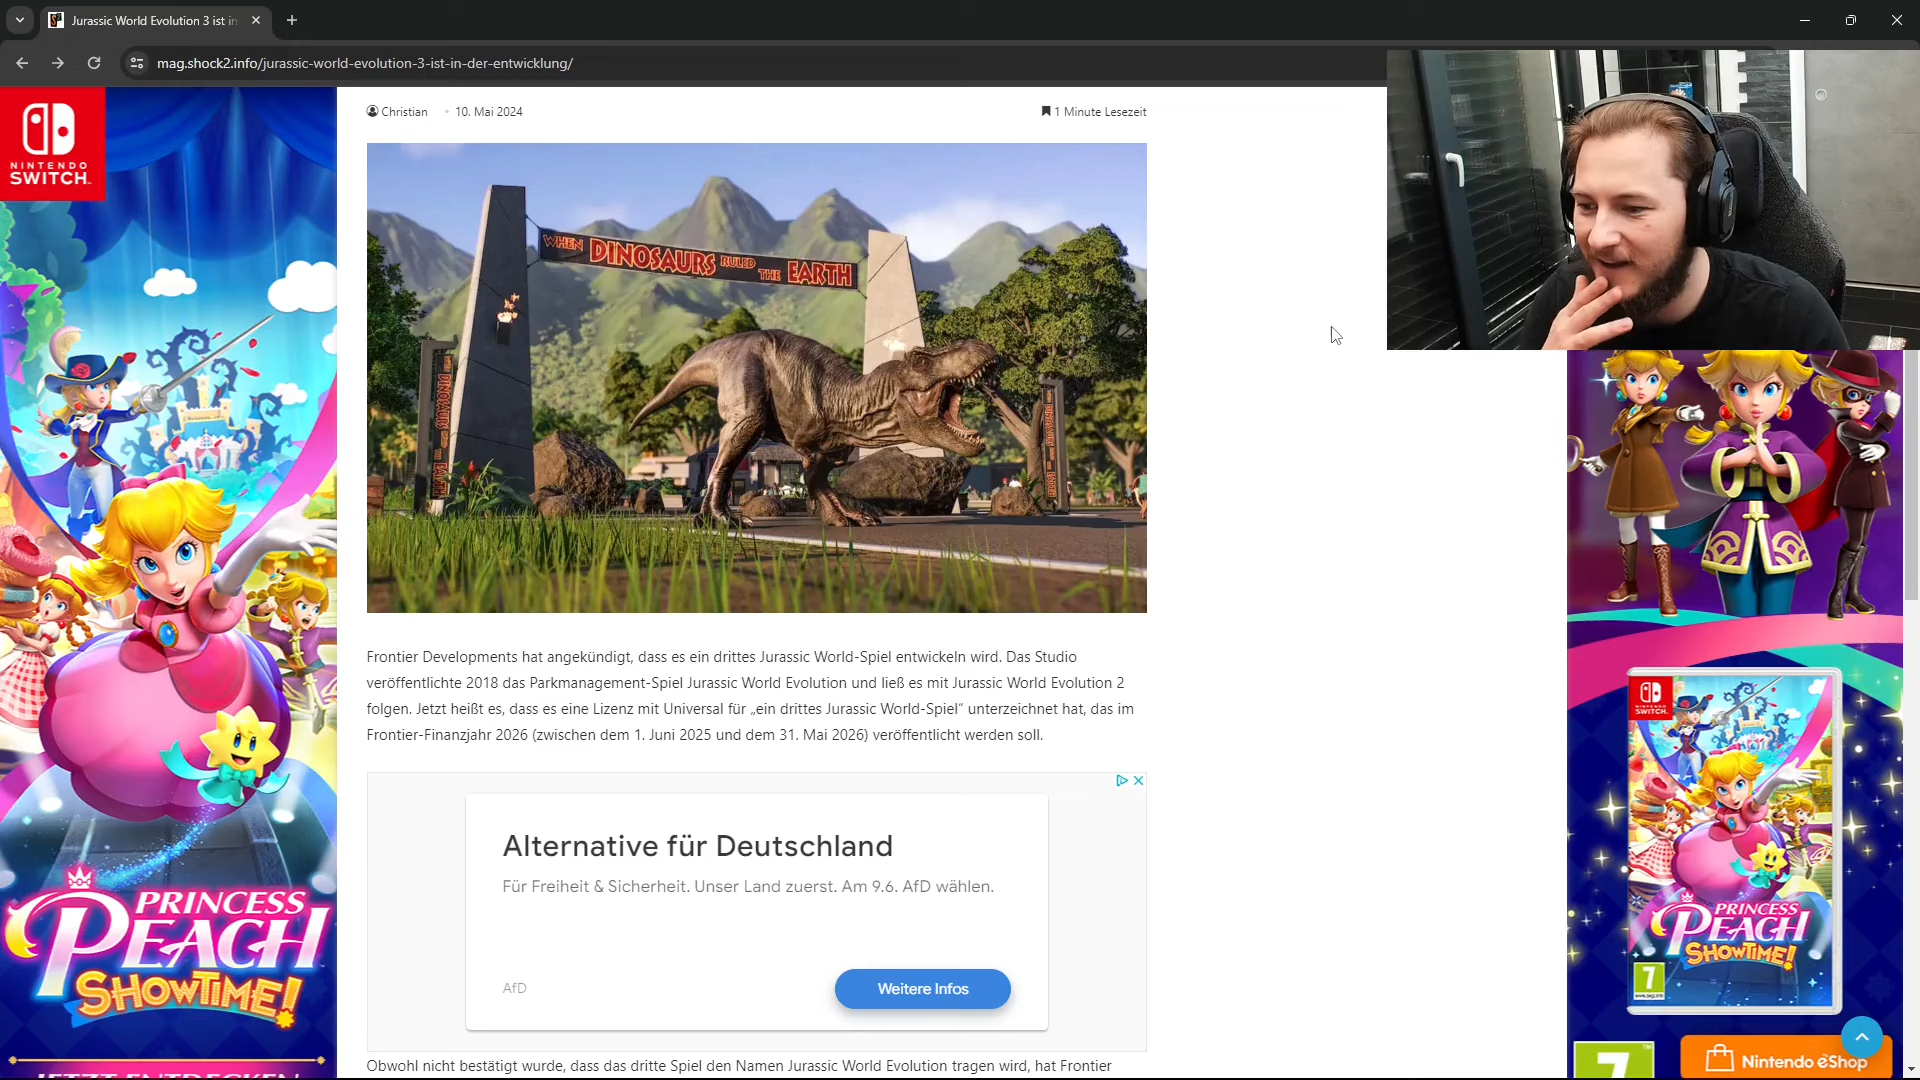 Jurassic World Evolution 3 ist in
mag.shock2.info/jurassic-world-evolution-3-ist-in-der-entwicklung/
Christian
10. Mai 2024
1 Minute Lesezeit
NINTENDO
SWITCH
WHEN DINOSAURS RULED THE EARTH
Frontier Developments hat angekündigt, dass es ein drittes Jurassic World-Spiel entwickeln wird. Das Studio
veröffentlichte 2018 das Parkmanagement-Spiel Jurassic World Evolution und ließ es mit Jurassic World Evolution 2
folgen. Jetzt heißt es, dass es eine Lizenz mit Universal für „ein drittes Jurassic World-Spiel“ unterzeichnet hat, das im
Frontier-Finanzjahr 2026 (zwischen dem 1. Juni 2025 und dem 31. Mai 2026) veröffentlicht werden soll.
Alternative für Deutschland
Für Freiheit & Sicherheit. Unser Land zuerst. Am 9.6. AfD wählen.
AfD
Weitere Infos
Obwohl nicht bestätigt wurde, dass das dritte Spiel den Namen Jurassic World Evolution tragen wird, hat Frontier
PRINCESS
PEACH
SHOWTIME!
JETZT ENTDECKEN
NINTENDO
SWITCH
PRINCESS
PEACH
SHOWTIME!
7
7
Nintendo eShop